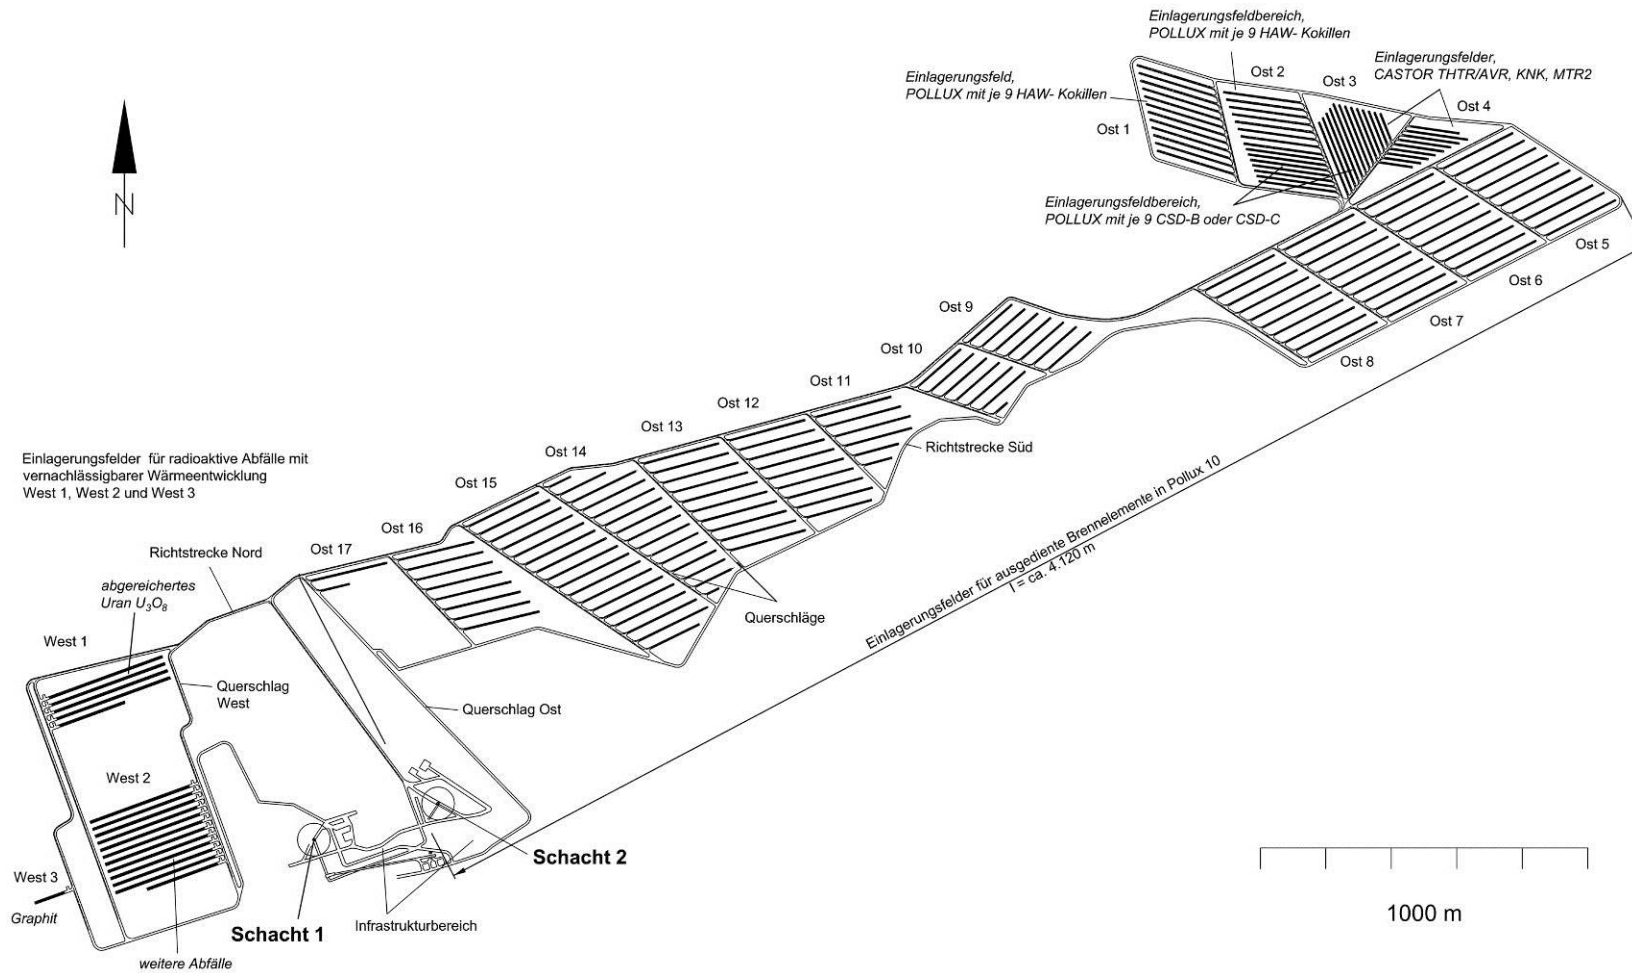 Einlagerungsfeldbereich,
POLLUX mit je 9 HAW- Kokillen
Einlagerungsfelder,
CASTOR THTR/AVR, KNK, MTR2
Einlagerungsfeld,
POLLUX mit je 9 HAW- Kokillen
Ost 1
Ost 2
Ost 3
Ost 4
Einlagerungsfeldbereich,
POLLUX mit je 9 CSD-B oder CSD-C
N
Ost 5
Ost 6
Ost 7
Ost 8
Ost 9
Ost 10
Ost 11
Ost 12
Ost 13
Ost 14
Ost 15
Ost 16
Ost 17
Richtstrecke Süd
Einlagerungsfelder für radioaktive Abfälle mit
vernachlässigbarer Wärmeentwicklung
West 1, West 2 und West 3
Richtstrecke Nord
abgereichertes
Uran U₃O₈
West 1
Querschläge
Einlagerungsfelder für ausgediente Brennelemente in Pollux 10
l = ca. 4.120 m
Querschlag
West
Querschlag Ost
West 2
West 3
Graphit
Schacht 2
Schacht 1
Infrastrukturbereich
weitere Abfälle
1000 m